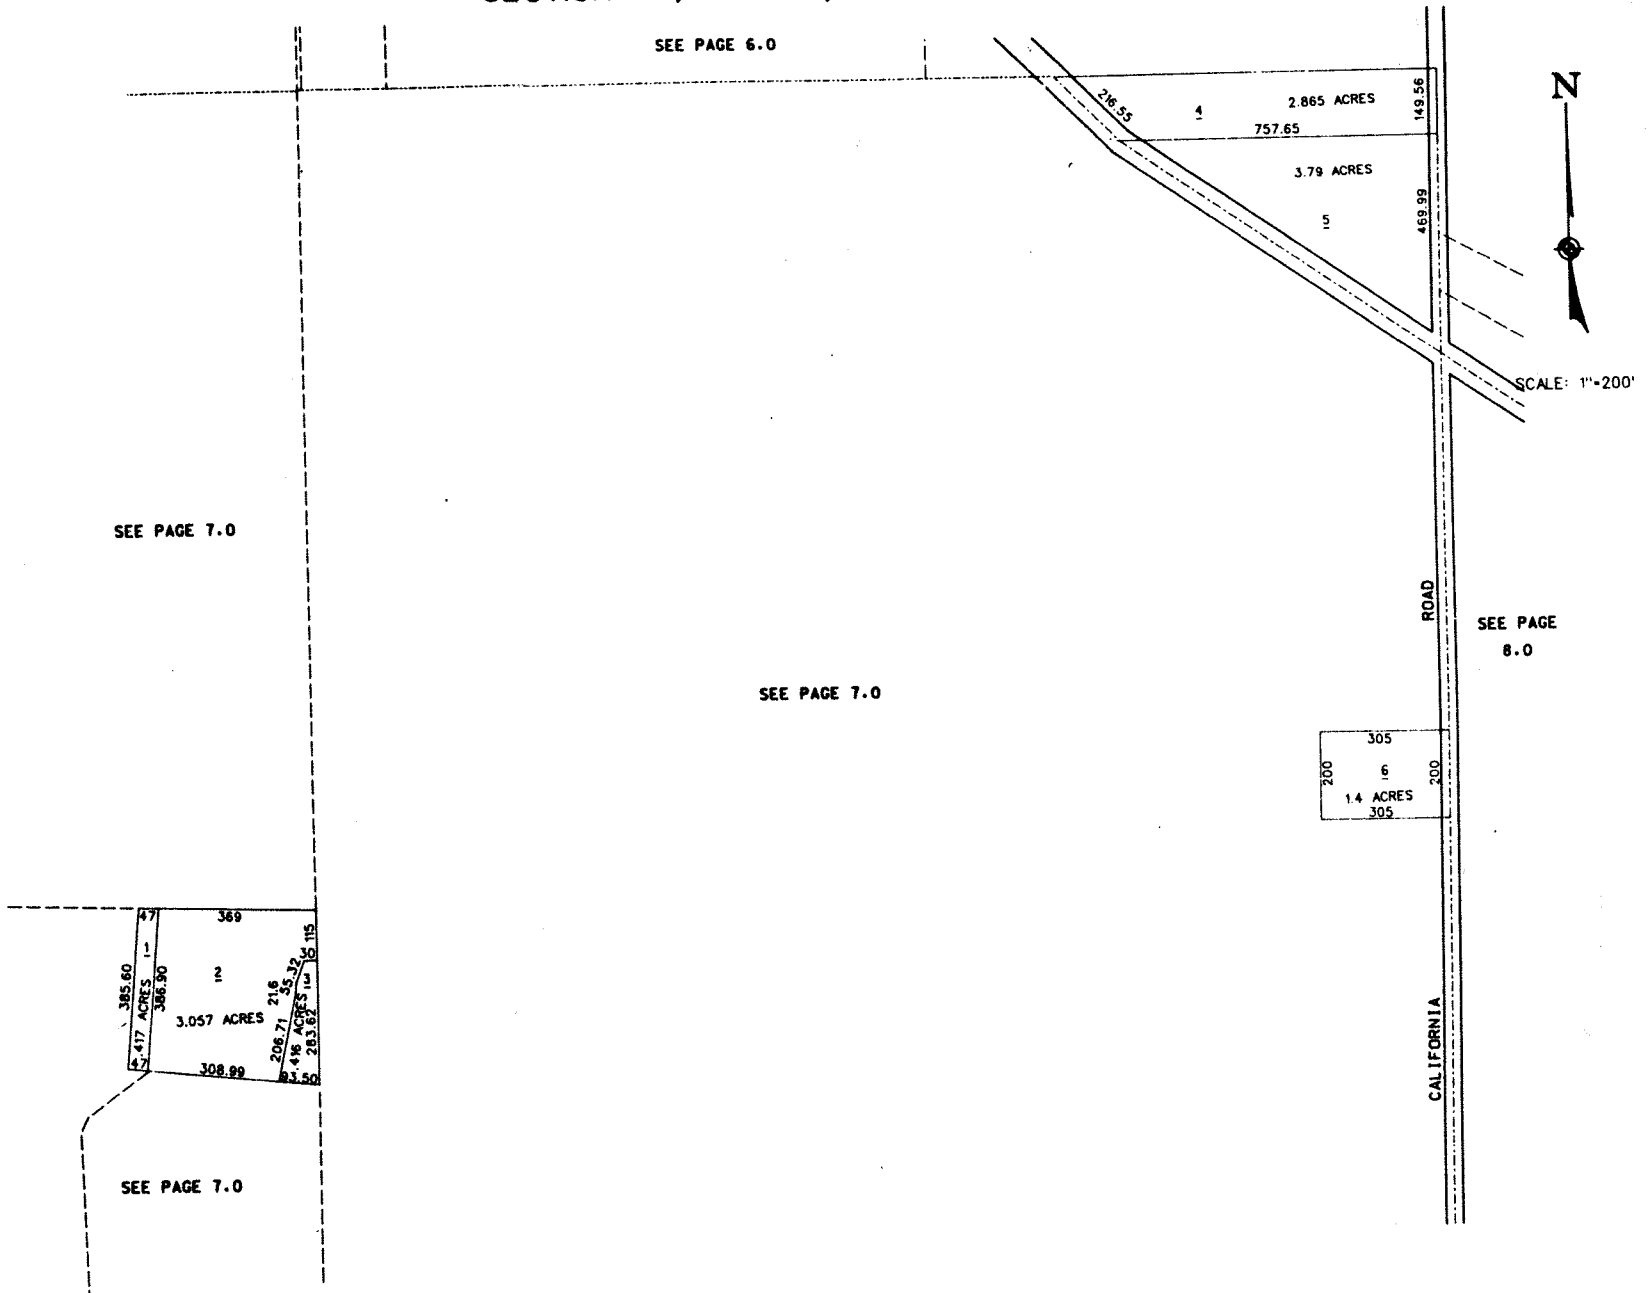 SEE PAGE 6.0
N
216.55
4
2.865 ACRES
149.56
757.65
3.79 ACRES
469.99
5
SCALE: 1"=200'
SEE PAGE 7.0
ROAD
SEE PAGE
8.0
SEE PAGE 7.0
305
200
6
200
1.4 ACRES
305
47
369
115
30
385.60
1
.417 ACRES
386.90
2
21.6
35.32
3
3.057 ACRES
206.71
.416 ACRES
283.62
47
308.99
93.50
CALIFORNIA
SEE PAGE 7.0